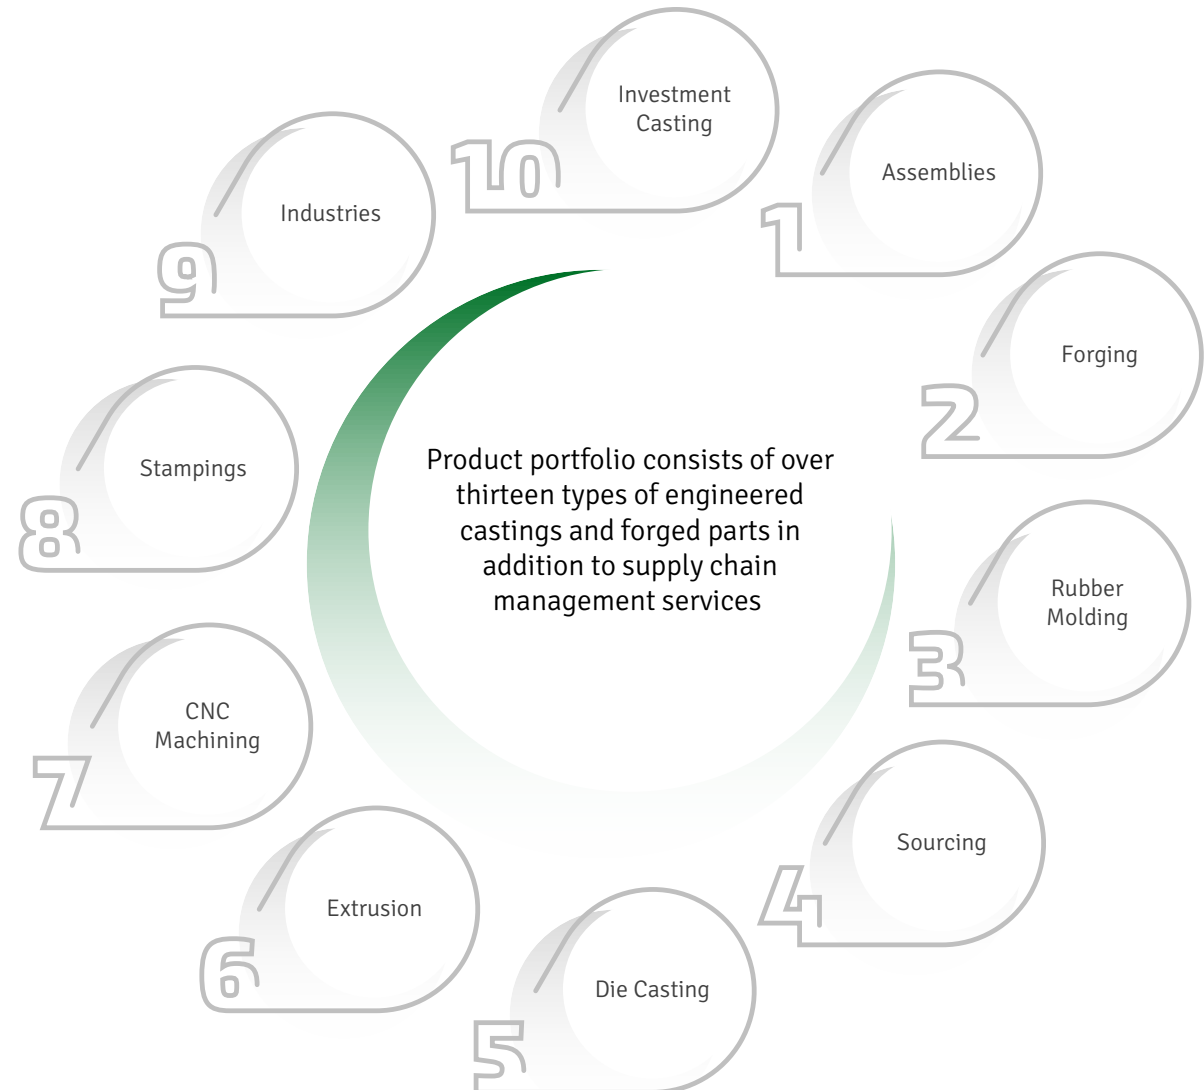 10
Investment
Casting
1
Assemblies
2
Forging
3
Rubber
Molding
4
Sourcing
5
Die Casting
6
Extrusion
7
CNC
Machining
8
Stampings
9
Industries
Product portfolio consists of over
thirteen types of engineered
castings and forged parts in
addition to supply chain
management services